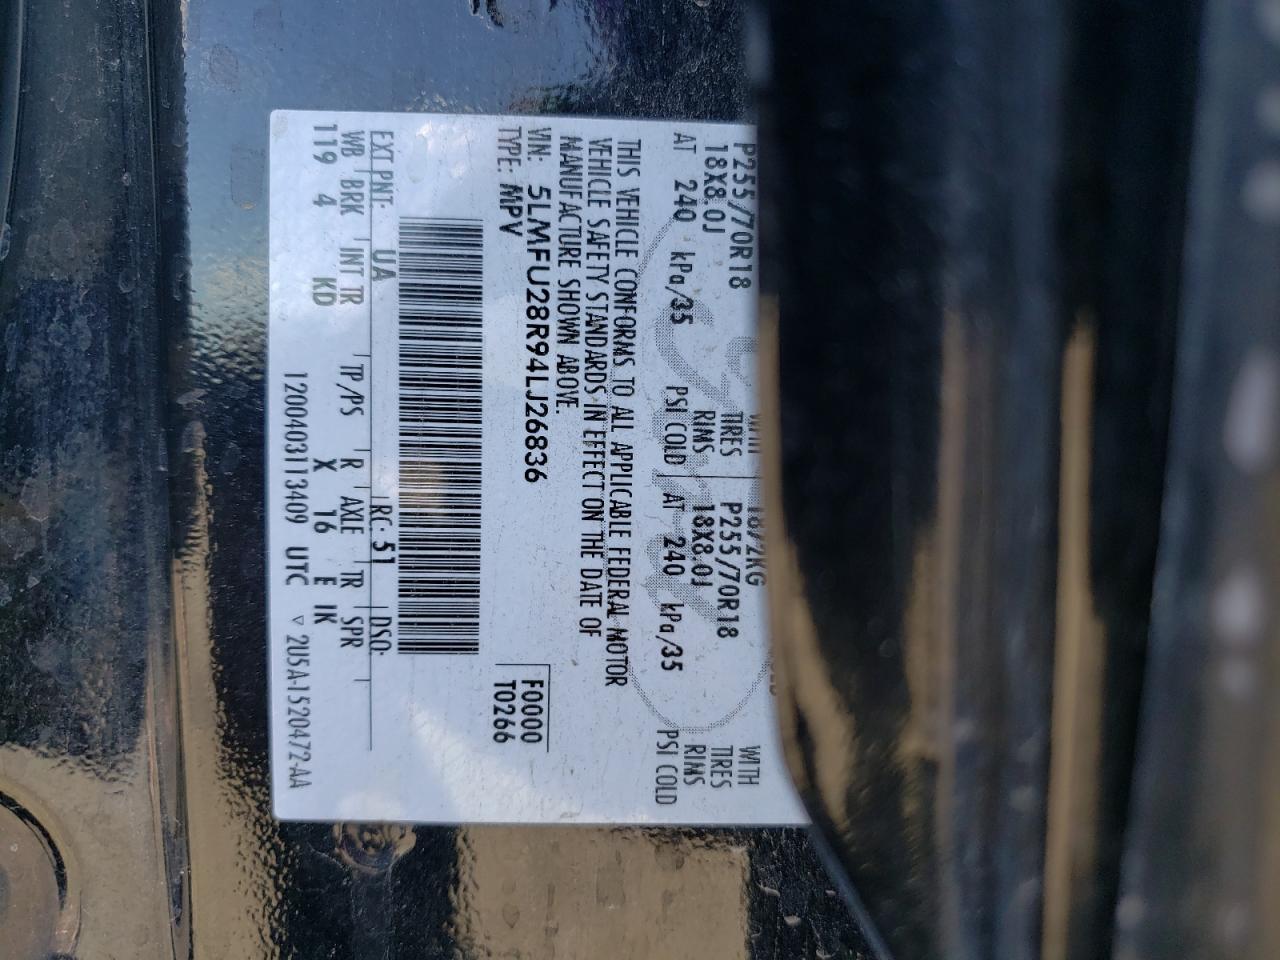 WITH 1872KG WITH
P255/70R18 TIRES P255/70R18 TIRES
18X8.0J RIMS 18X8.0J RIMS
AT 240 kPa/35 PSI COLD AT 240 kPa/35 PSI COLD
THIS VEHICLE CONFORMS TO ALL APPLICABLE FEDERAL MOTOR
VEHICLE SAFETY STANDARDS IN EFFECT ON THE DATE OF
MANUFACTURE SHOWN ABOVE.
VIN: 5LMFU28R94LJ26836 F0000
TYPE: MPV T0266
EXT PNT: UA RC: 51 DSO:
WB BRK INT TR TP/PS R AXLE TR SPR
119 4 KD X 16 E IK
1200403113409 UTC ▽ 2U5A-1520472-AA